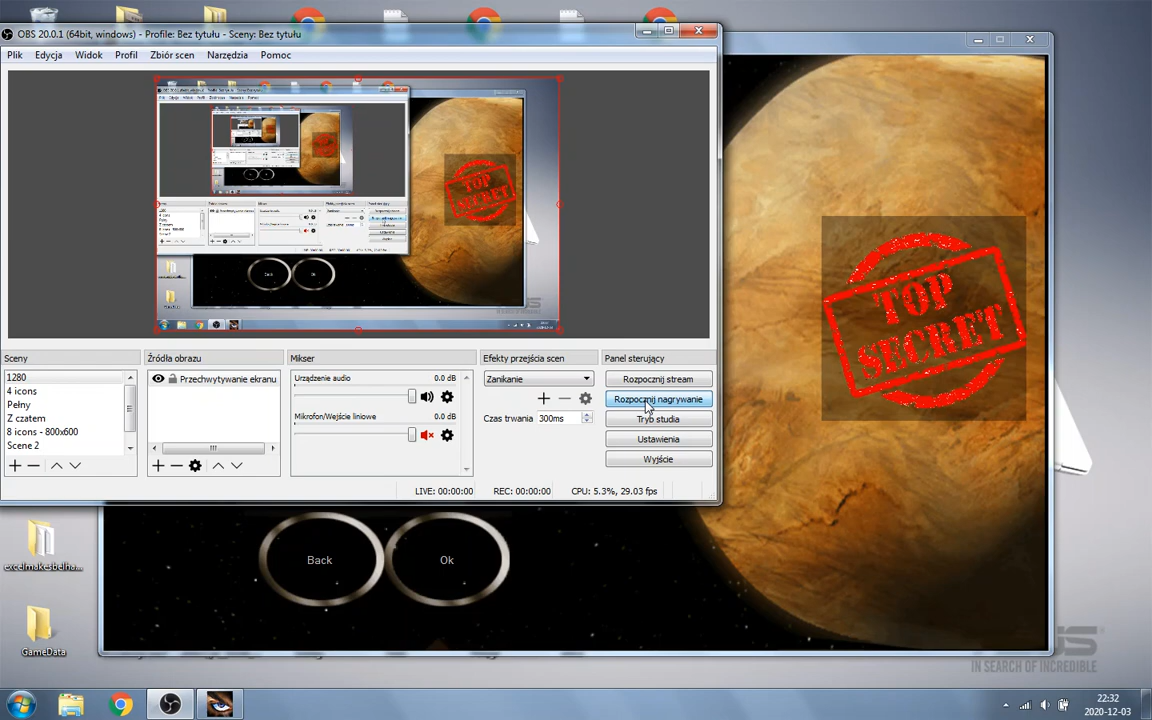 OBS 20.0.1 (64bit, windows) - Profile: Bez tytułu - Sceny: Bez tytułu
Plik Edycja Widok Profil Zbiór scen Narzędzia Pomoc
TOP
SECRET
TOP
SECRET
Back Ok
Sceny
1280
4 icons
Pełny
Z czatem
8 icons - 800x600
Scene 2
Źródła obrazu
Przechwytywanie ekranu
Mikser
Urządzenie audio 0.0 dB
Mikrofon/Wejście liniowe 0.0 dB
Efekty przejścia scen
Zanikanie
Czas trwania 300ms
Panel sterujący
Rozpocznij stream
Rozpocznij nagrywanie
Tryb studia
Ustawienia
Wyjście
LIVE: 00:00:00 REC: 00:00:00 CPU: 5.3%, 29.03 fps
Back Ok
excelmakesbelha...
GameData
IN SEARCH OF INCREDIBLE
22:32
2020-12-03